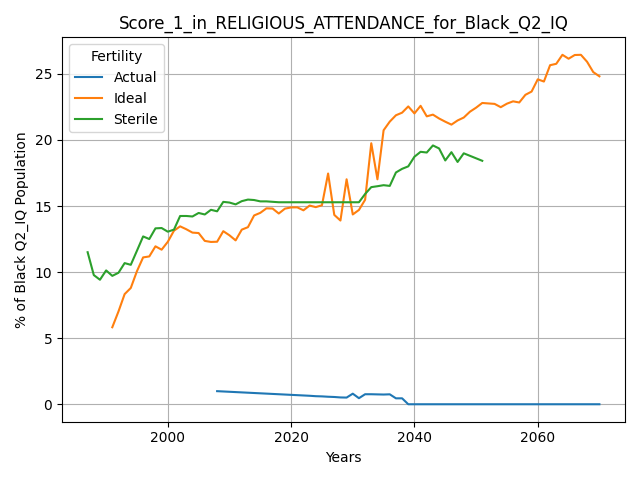 Score_1_in_RELIGIOUS_ATTENDANCE_for_Black_Q2_IQ
Fertility
Actual
Ideal
Sterile
% of Black Q2_IQ Population
25
20
15
10
5
0
2000
2020
2040
2060
Years